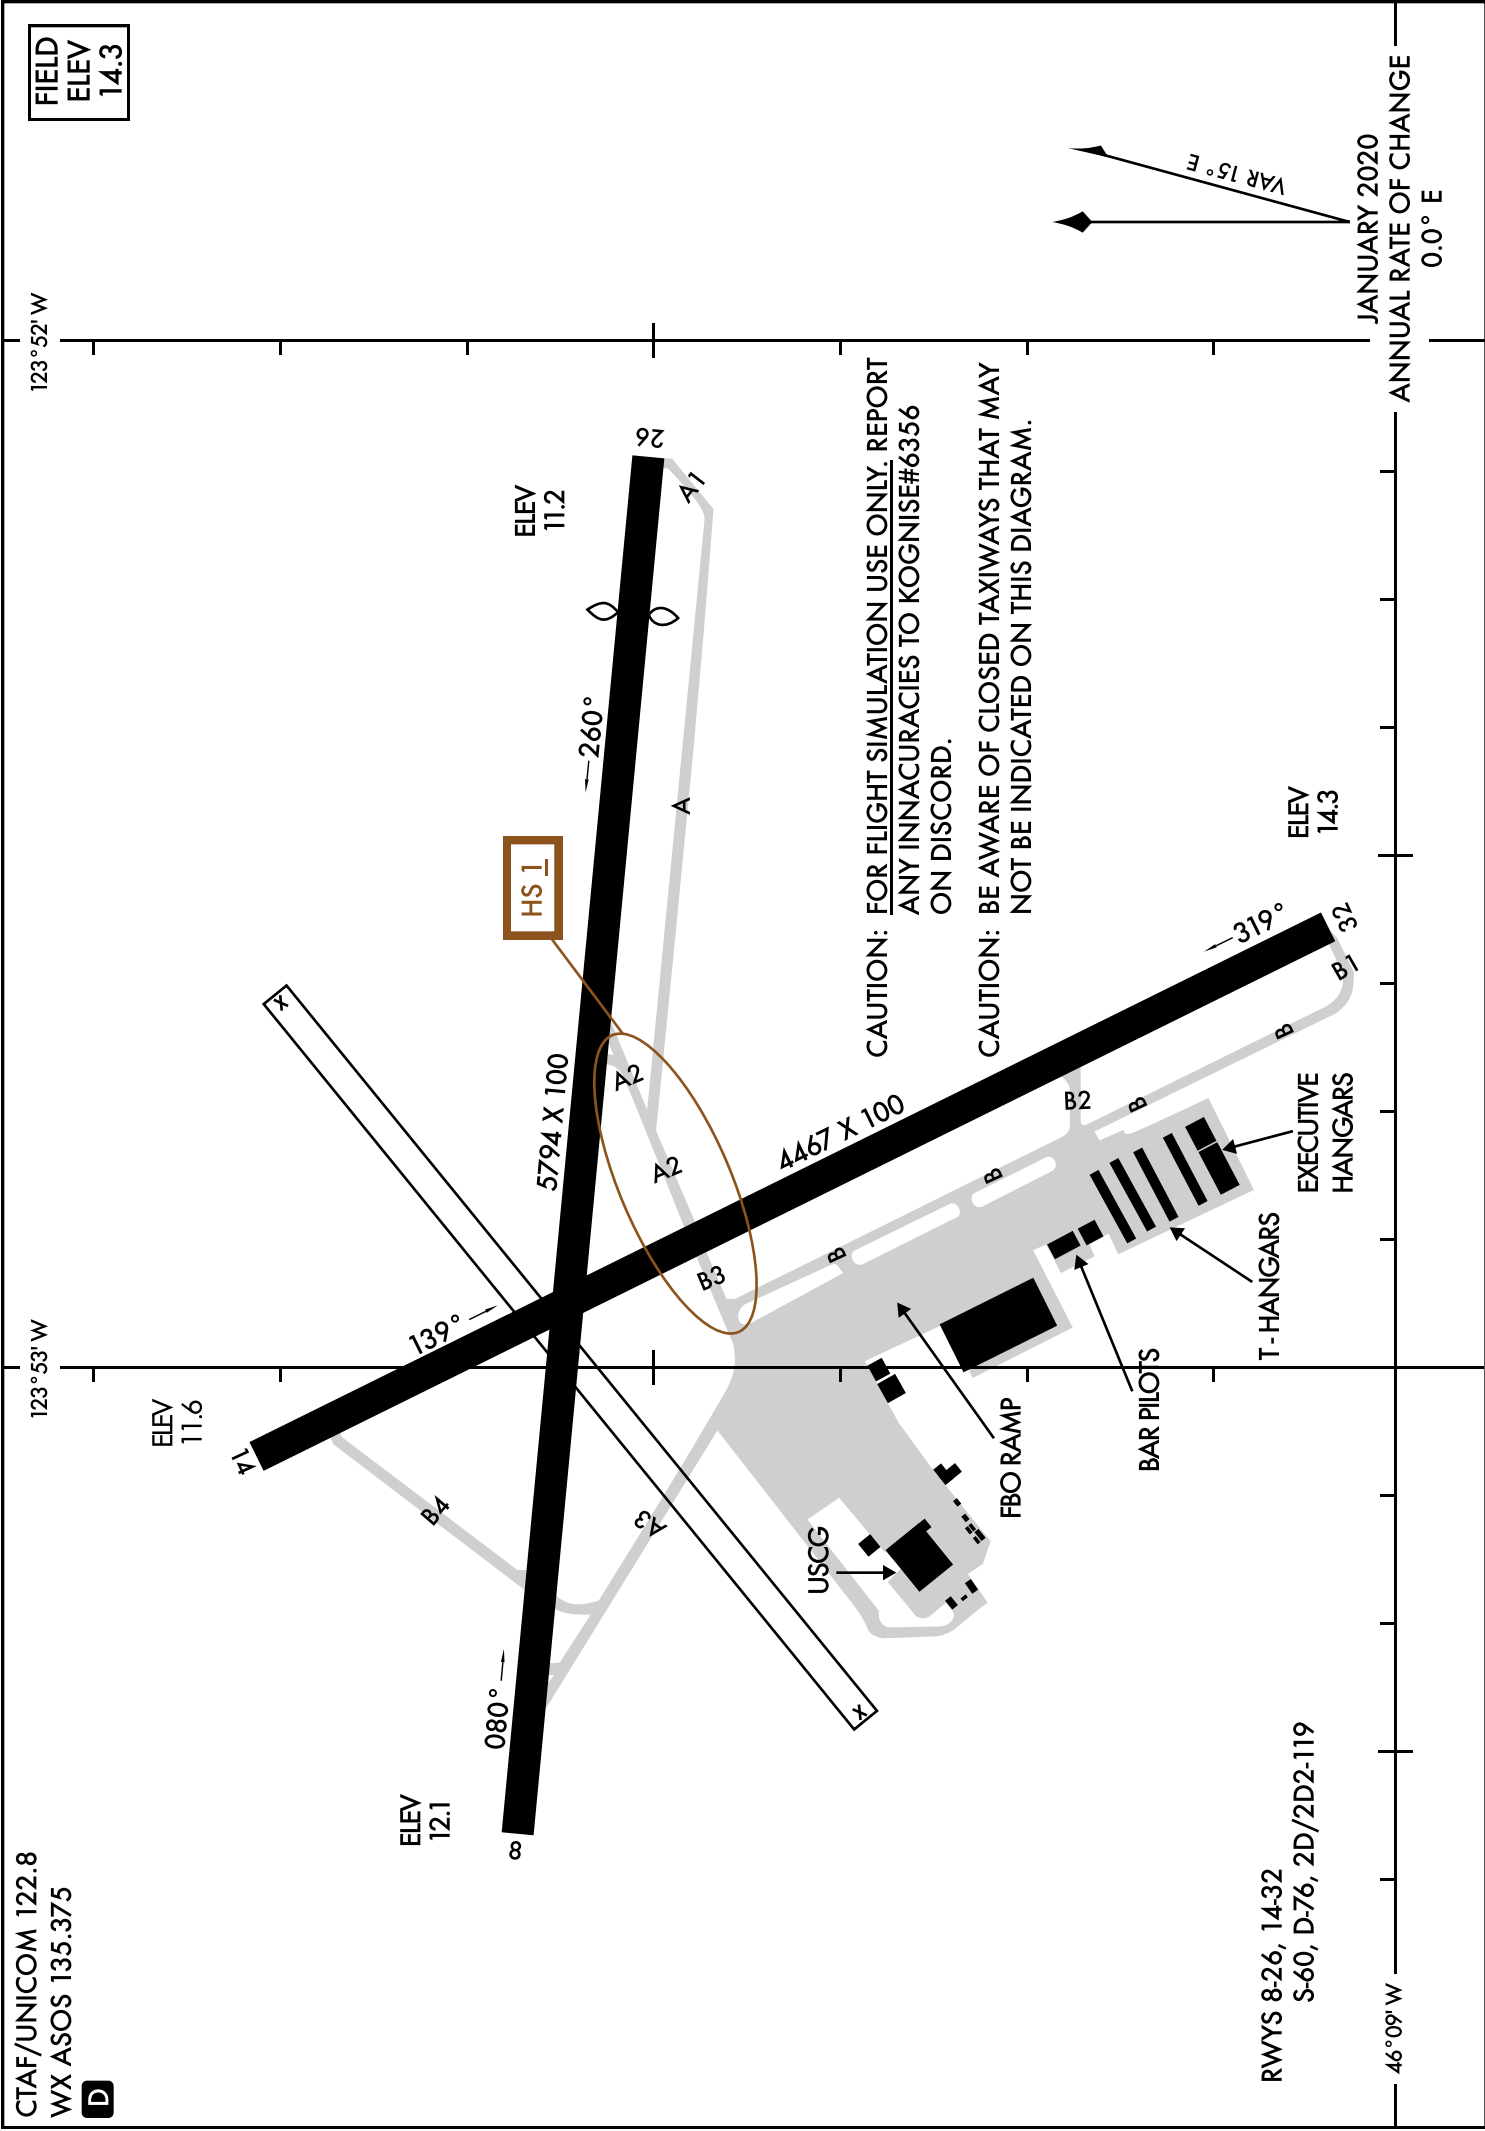 CTAF/UNICOM 122.8
WX ASOS 135.375
D
FIELD
ELEV
14.3
123°53' W
123°52' W
ELEV
11.6
14
139°
X
B4
ELEV
12.1
8
080°
5794 X 100
HS 1
260°
ELEV
11.2
26
A1
A
A2
A2
A3
B3
4467 X 100
B
B
B2
B
B
B1
319°
32
ELEV
14.3
X
USCG
FBO RAMP
BAR PILOTS
T - HANGARS
EXECUTIVE
HANGARS
CAUTION: FOR FLIGHT SIMULATION USE ONLY. REPORT
ANY INNACURACIES TO KOGNISE#6356
ON DISCORD.
CAUTION: BE AWARE OF CLOSED TAXIWAYS THAT MAY
NOT BE INDICATED ON THIS DIAGRAM.
VAR 15° E
JANUARY 2020
ANNUAL RATE OF CHANGE
0.0° E
RWYS 8-26, 14-32
S-60, D-76, 2D/2D2-119
46°09' W